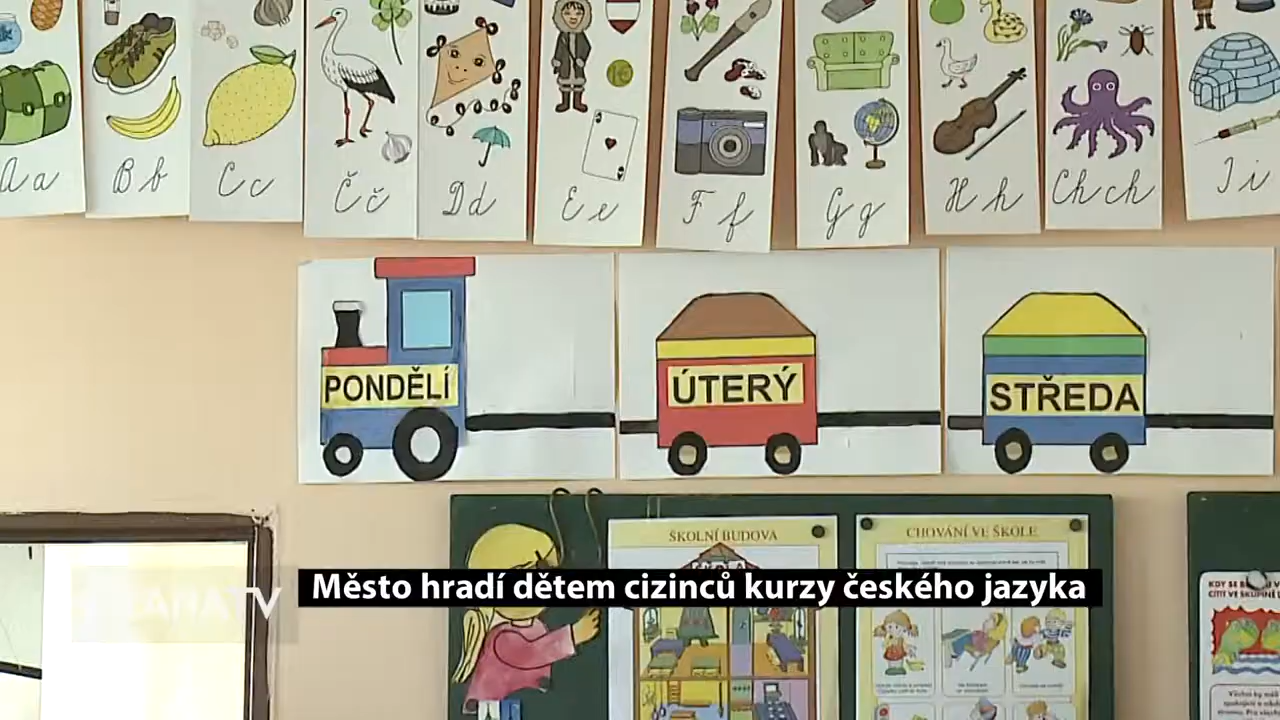 Aa Bb Cc Čč Dd Ee Ff Gg Hh Chch Ii
PONDĚLÍ ÚTERÝ STŘEDA
ŠKOLNÍ BUDOVA CHOVÁNÍ VE ŠKOLE
Město hradí dětem cizinců kurzy českého jazyka
TV